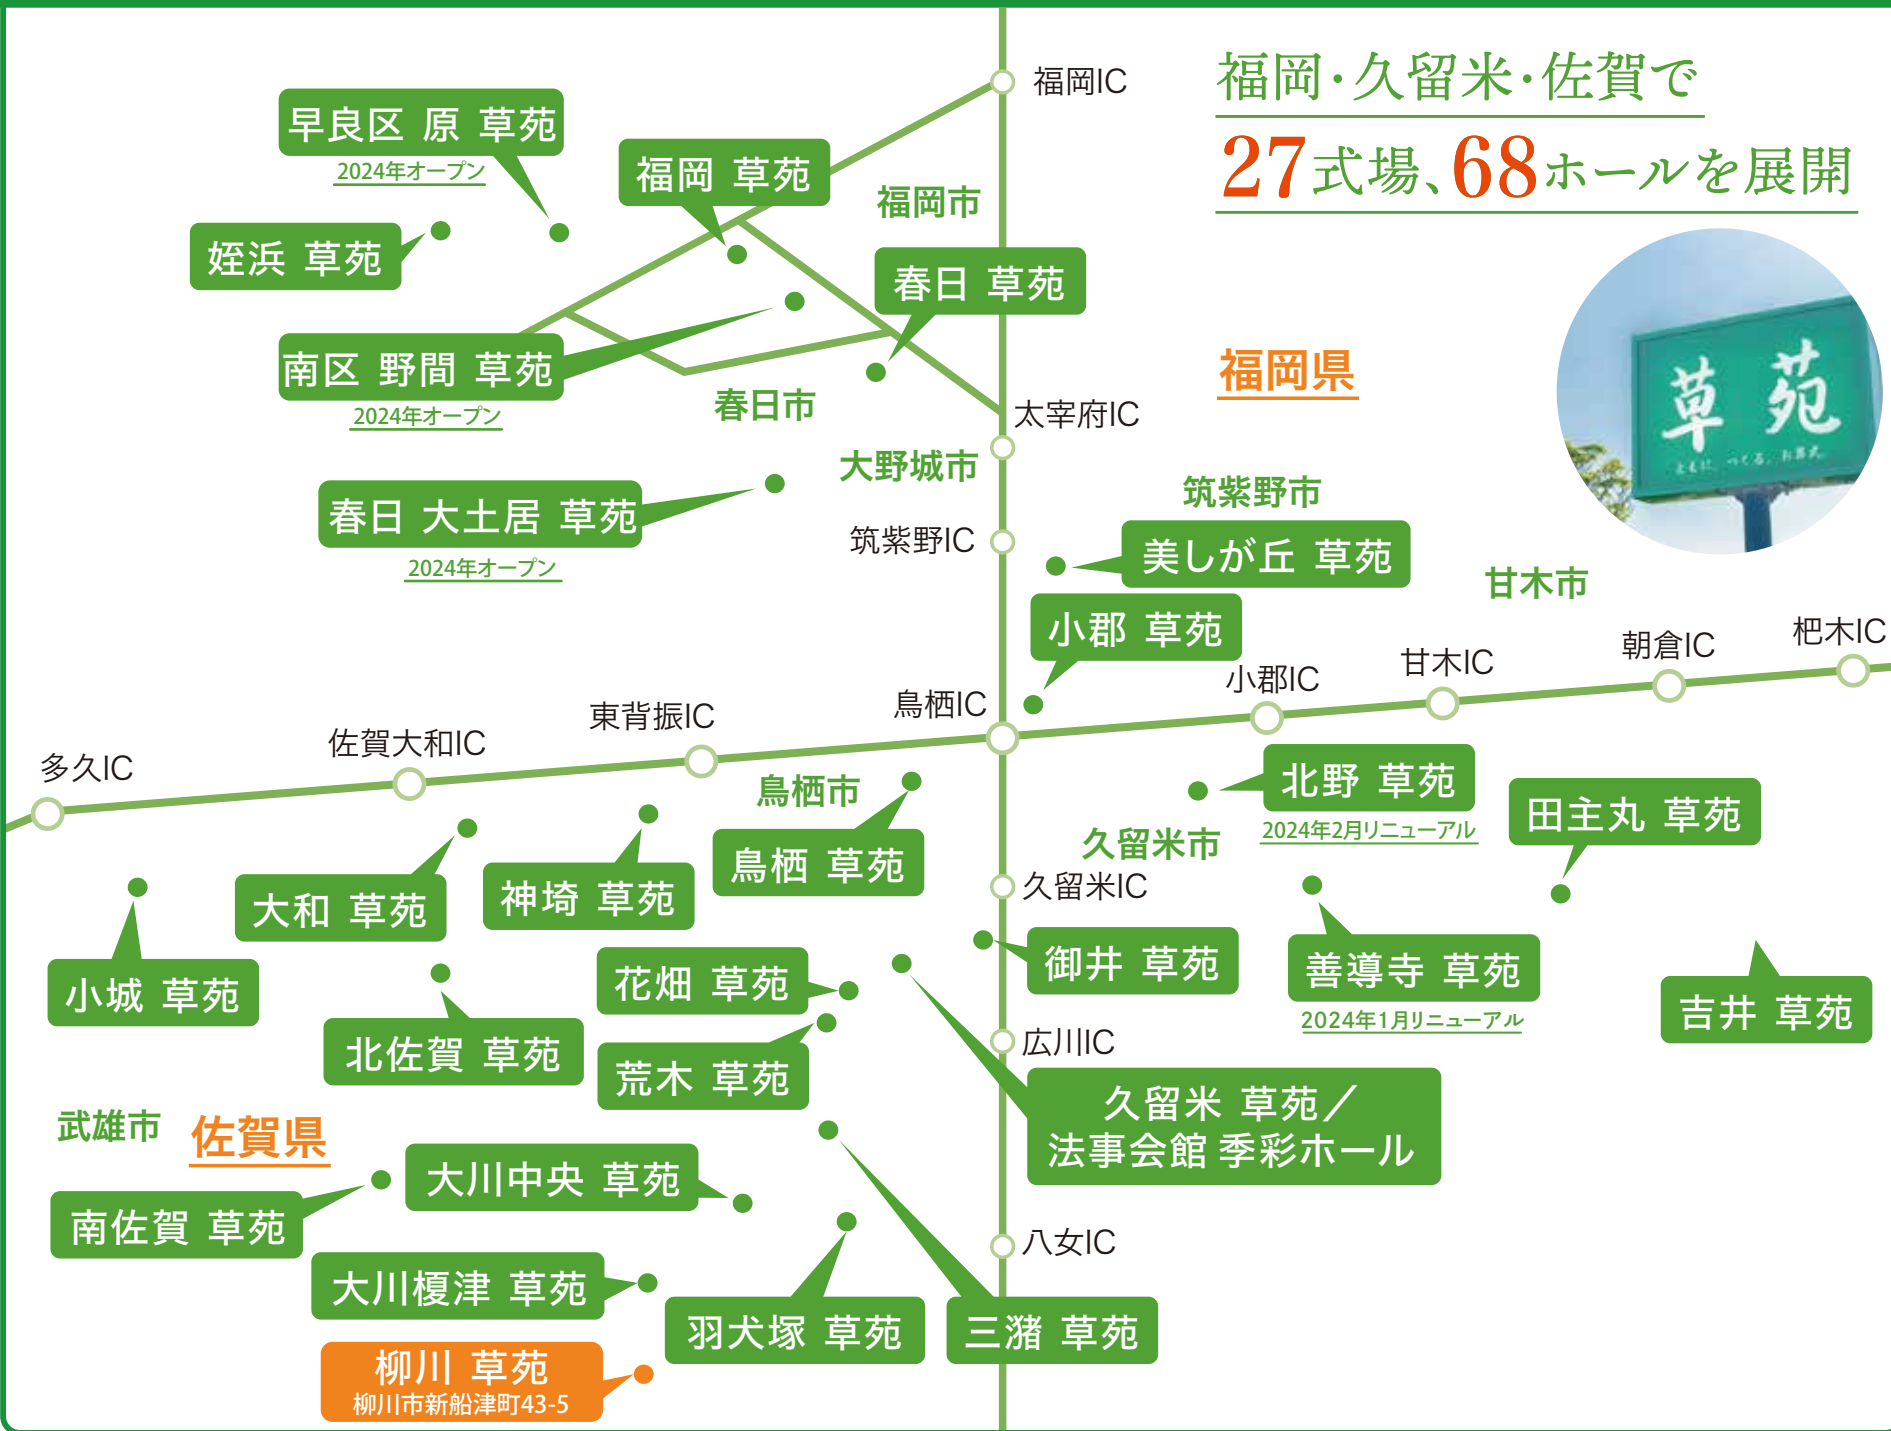 福岡・久留米・佐賀で
27式場、68ホールを展開
福岡IC
早良区 原 草苑
2024年オープン
福岡 草苑
福岡市
姪浜 草苑
春日 草苑
南区 野間 草苑
2024年オープン
福岡県
春日市
太宰府IC
草苑
ともに、つくる、お葬式
大野城市
春日 大土居 草苑
2024年オープン
筑紫野市
筑紫野IC
美しが丘 草苑
甘木市
小郡 草苑
杷木IC
朝倉IC
甘木IC
小郡IC
鳥栖IC
東背振IC
佐賀大和IC
多久IC
鳥栖市
北野 草苑
2024年2月リニューアル
田主丸 草苑
久留米市
鳥栖 草苑
久留米IC
神埼 草苑
大和 草苑
小城 草苑
花畑 草苑
御井 草苑
善導寺 草苑
2024年1月リニューアル
吉井 草苑
北佐賀 草苑
荒木 草苑
広川IC
久留米 草苑／
法事会館 季彩ホール
武雄市
佐賀県
大川中央 草苑
南佐賀 草苑
八女IC
大川榎津 草苑
羽犬塚 草苑
三潴 草苑
柳川 草苑
柳川市新船津町43-5